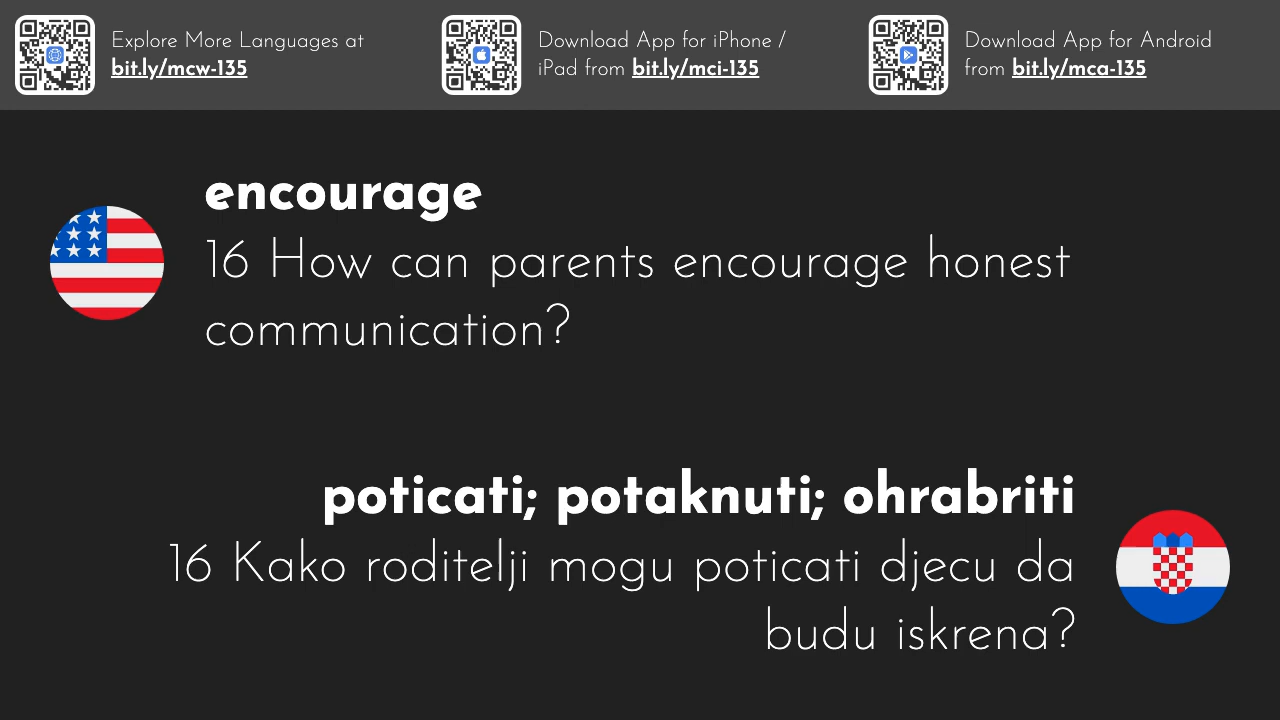 Explore More Languages at
bit.ly/mcw-135
Download App for iPhone /
iPad from bit.ly/mci-135
Download App for Android
from bit.ly/mca-135
encourage
16 How can parents encourage honest
communication?
poticati; potaknuti; ohrabriti
16 Kako roditelji mogu poticati djecu da
budu iskrena?